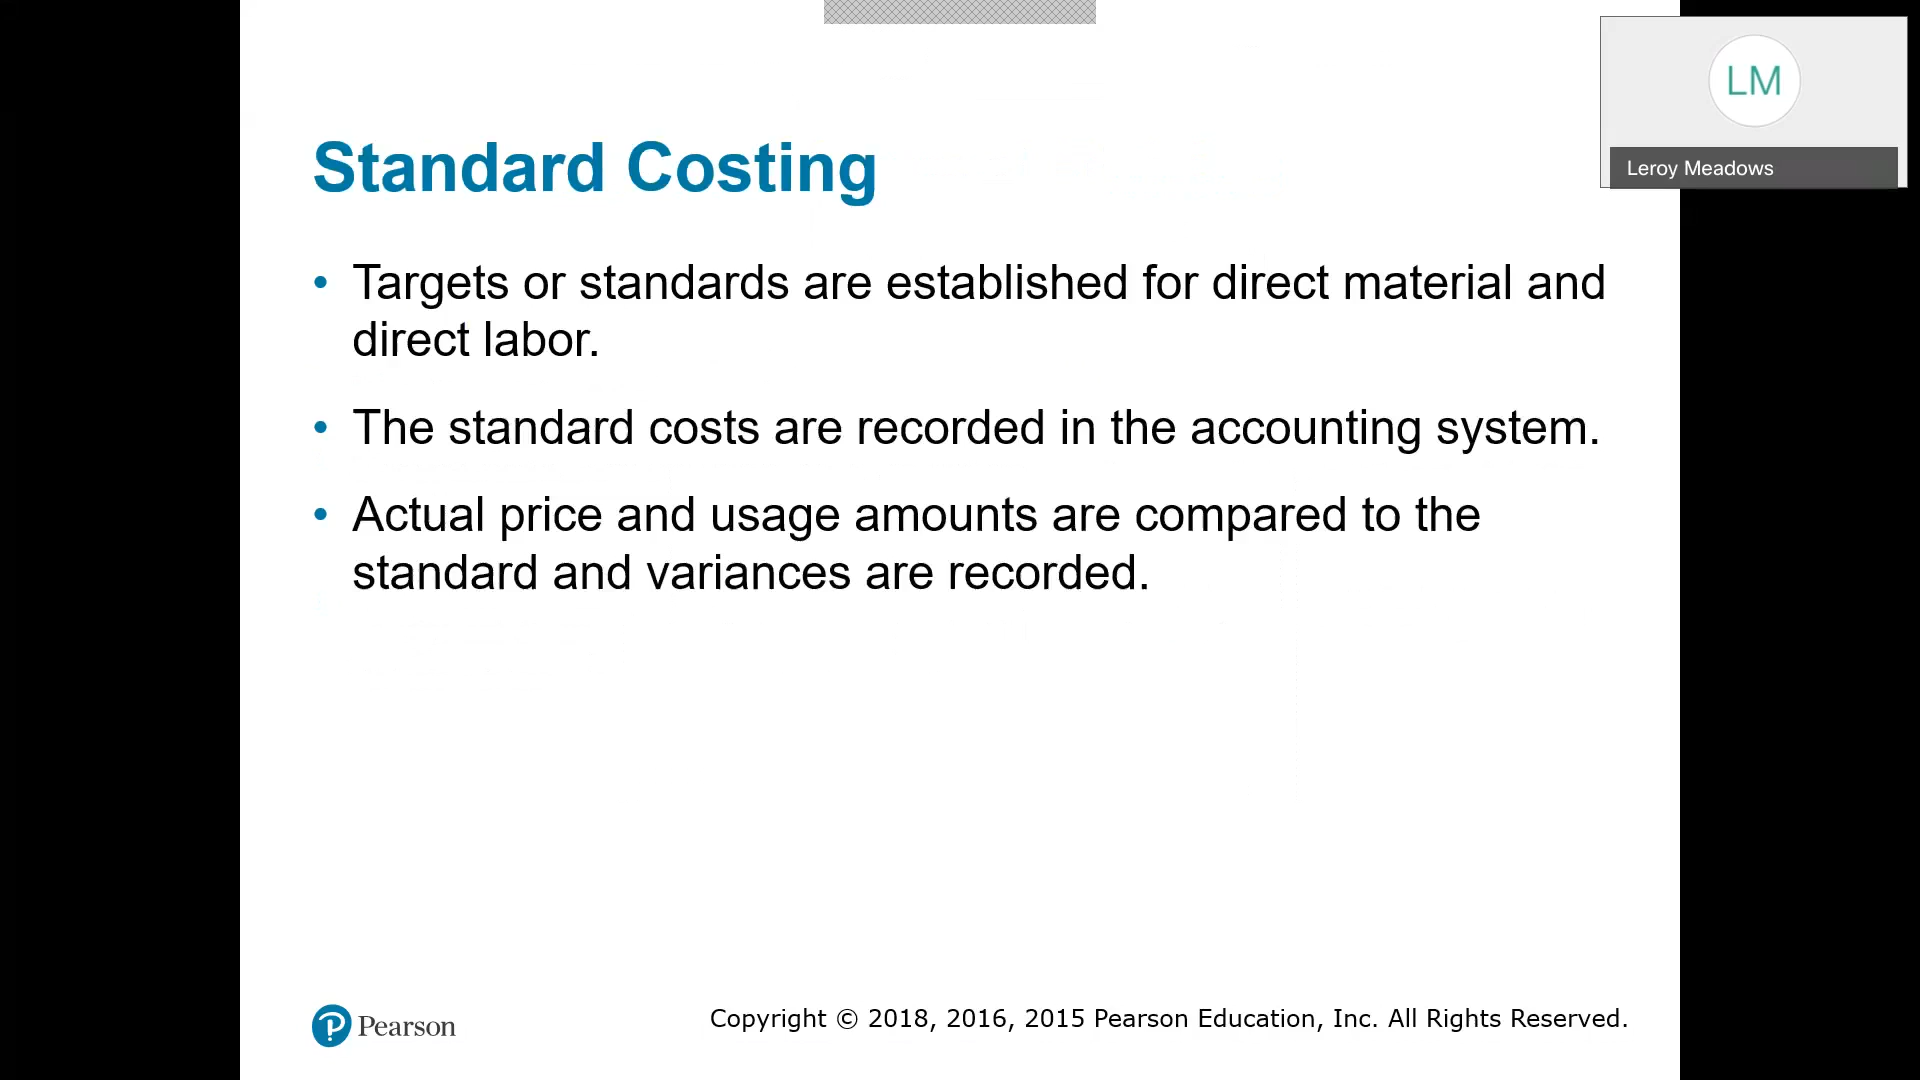 LM
Leroy Meadows
Standard Costing
• Targets or standards are established for direct material and
direct labor.
• The standard costs are recorded in the accounting system.
• Actual price and usage amounts are compared to the
standard and variances are recorded.
Pearson
Copyright © 2018, 2016, 2015 Pearson Education, Inc. All Rights Reserved.